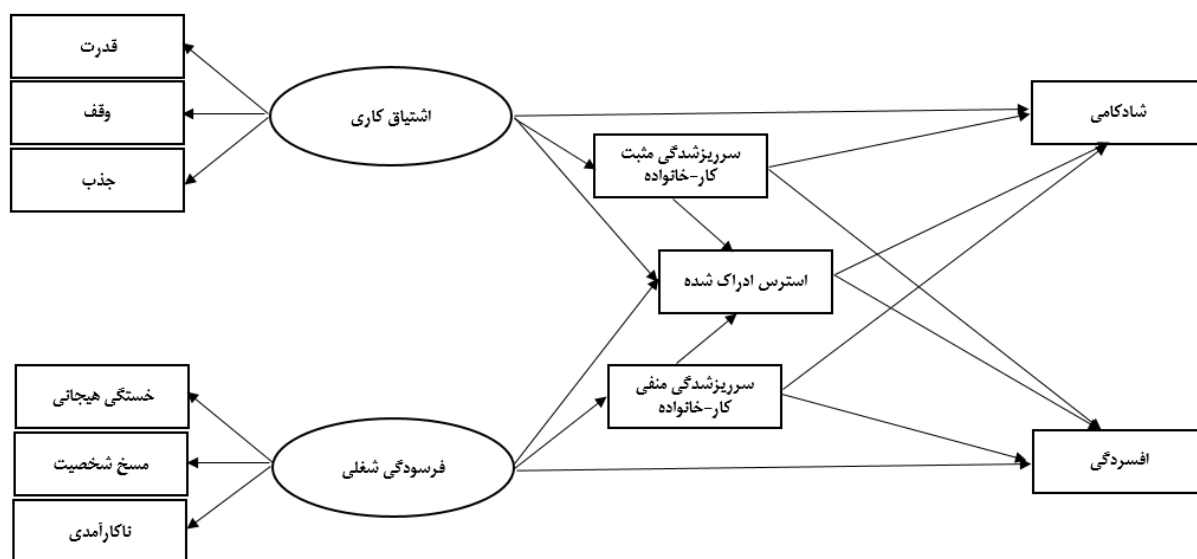 قدرت
وقف
جذب
اشتیاق کاری
شادکامی
سرریزشدگی مثبت
کار-خانواده
استرس ادراک شده
سرریزشدگی منفی
کار-خانواده
خستگی هیجانی
مسخ شخصیت
ناکارآمدی
فرسودگی شغلی
افسردگی